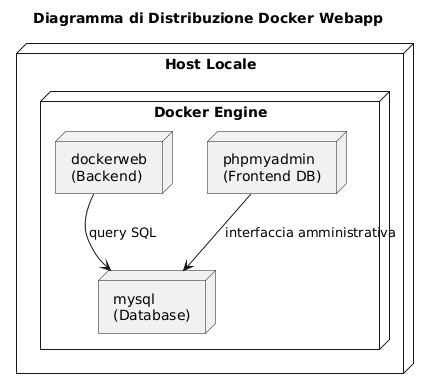 Diagramma di Distribuzione Docker Webapp
Host Locale
Docker Engine
dockerweb
(Backend)
phpmyadmin
(Frontend DB)
query SQL
interfaccia amministrativa
mysql
(Database)